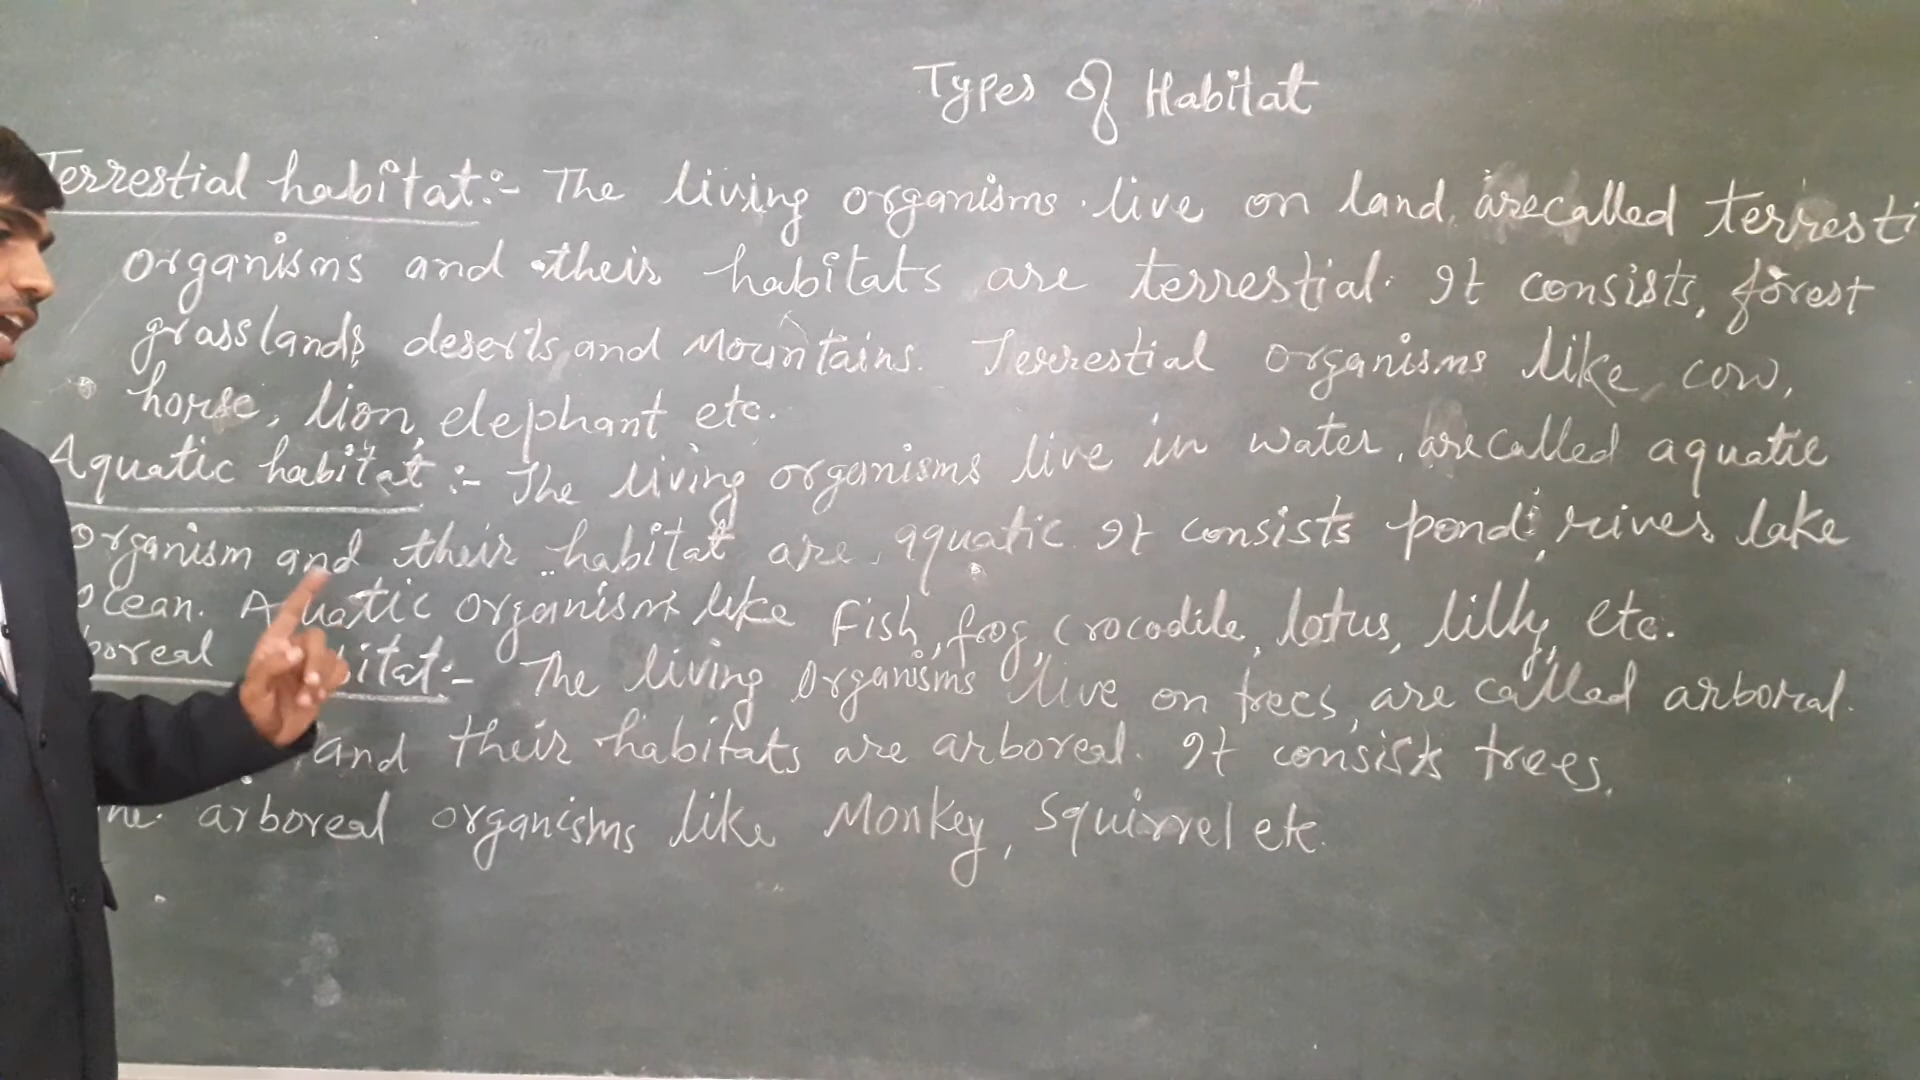 Types of Habitat
Terrestial habitat:- The living organisms live on land, are called terresti
organisms and their habitats are terrestial. It consists, forest
grasslands, deserts, and Mountains. Terrestial organisms like, cow,
horse, lion, elephant etc.
Aquatic habitat:- The living organisms live in water, are called aquatic
organism and their habitat are aquatic. It consists pond, river, lake
ocean. Aquatic organism like Fish, frog, crocodile, lotus, lilly, etc.
boreal bitat:- The living organisms live on trees, are called arboreal.
and their habitats are arboreal. It consists trees.
arboreal organisms like Monkey, Squirrel etc.